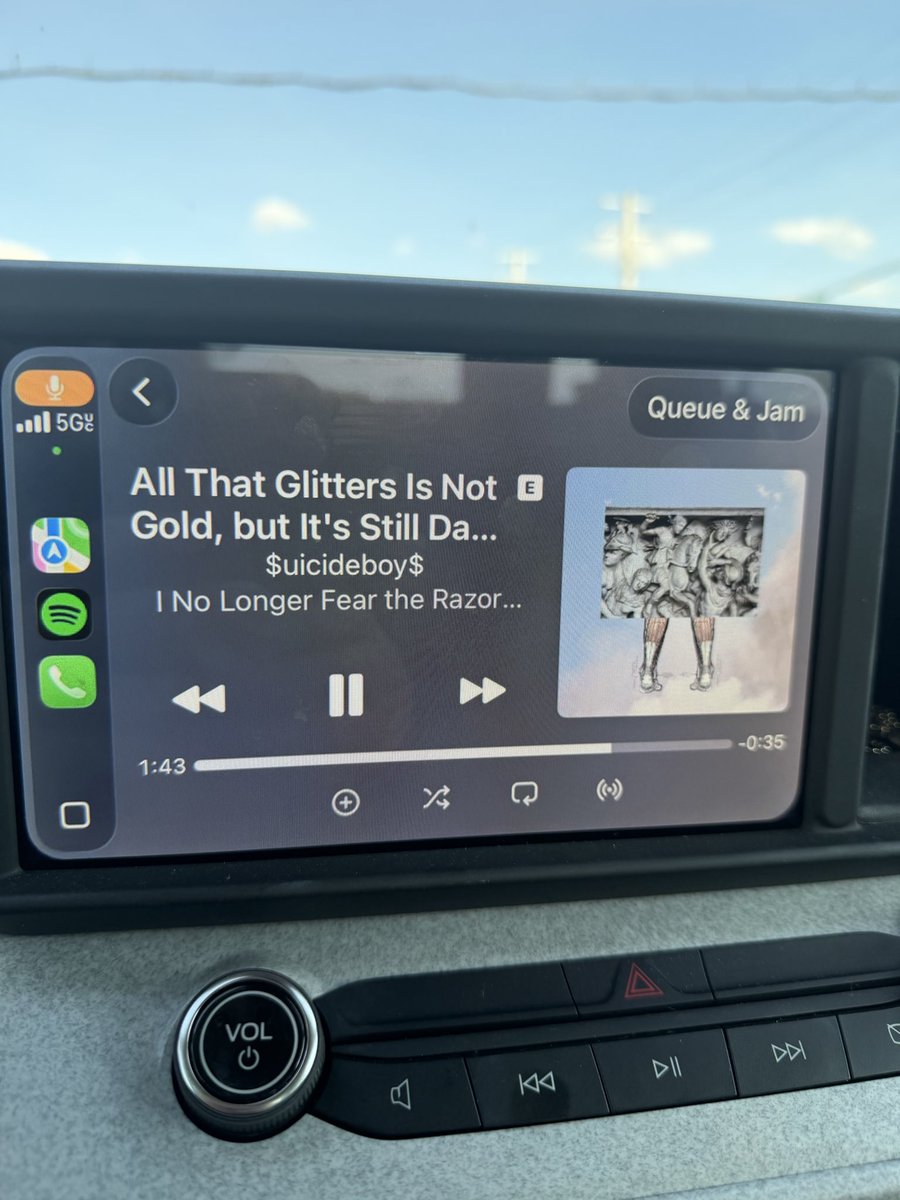 5G UC
Queue & Jam
All That Glitters Is Not E
Gold, but It's Still Da...
$uicideboy$
I No Longer Fear the Razor...
1:43
-0:35
VOL